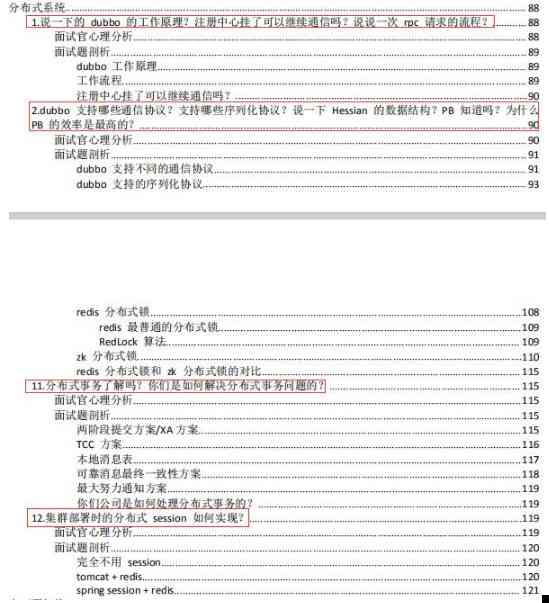 分布式系统 88
1.说一下的 dubbo 的工作原理？注册中心挂了可以继续通信吗？说说一次 rpc 请求的流程？ 88
面试官心理分析 88
面试题剖析 89
dubbo 工作原理 89
工作流程 89
注册中心挂了可以继续通信吗？ 90
2.dubbo 支持哪些通信协议？支持哪些序列化协议？说一下 Hessian 的数据结构？PB 知道吗？为什么
PB 的效率是最高的？ 90
面试官心理分析 90
面试题剖析 91
dubbo 支持不同的通信协议 91
dubbo 支持的序列化协议 93
redis 分布式锁 108
redis 最普通的分布式锁 109
RedLock 算法 109
zk 分布式锁 110
redis 分布式锁和 zk 分布式锁的对比 115
11.分布式事务了解吗？你们是如何解决分布式事务问题的？ 115
面试官心理分析 115
面试题剖析 115
两阶段提交方案/XA 方案 115
TCC 方案 116
本地消息表 117
可靠消息最终一致性方案 118
最大努力通知方案 119
你们公司是如何处理分布式事务的？ 119
12.集群部署时的分布式 session 如何实现？ 119
面试官心理分析 119
面试题剖析 120
完全不用 session 120
tomcat + redis 120
spring session + redis 121